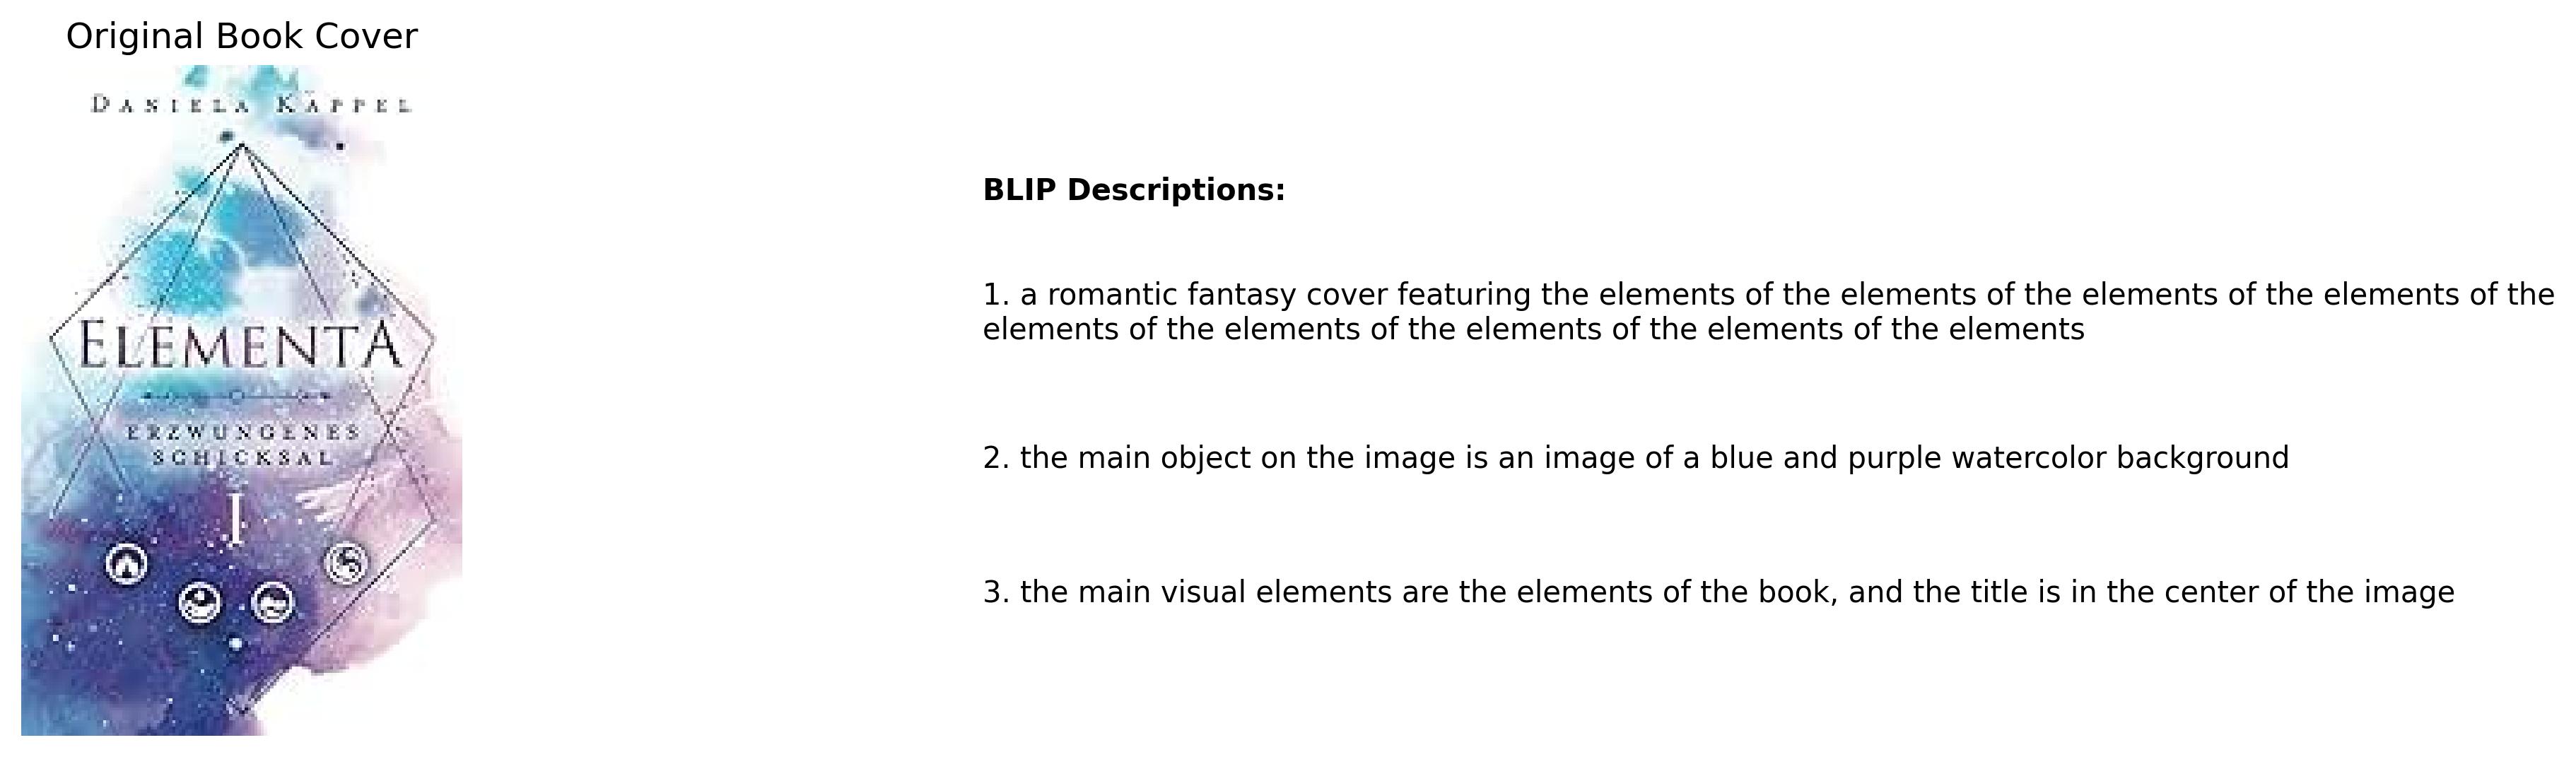 Original Book Cover
DANIELA KÄPPEL
ELEMENTA
ERZWUNGENES
SCHICKSAL
I
BLIP Descriptions:
1. a romantic fantasy cover featuring the elements of the elements of the elements of the elements of the
elements of the elements of the elements of the elements of the elements
2. the main object on the image is an image of a blue and purple watercolor background
3. the main visual elements are the elements of the book, and the title is in the center of the image